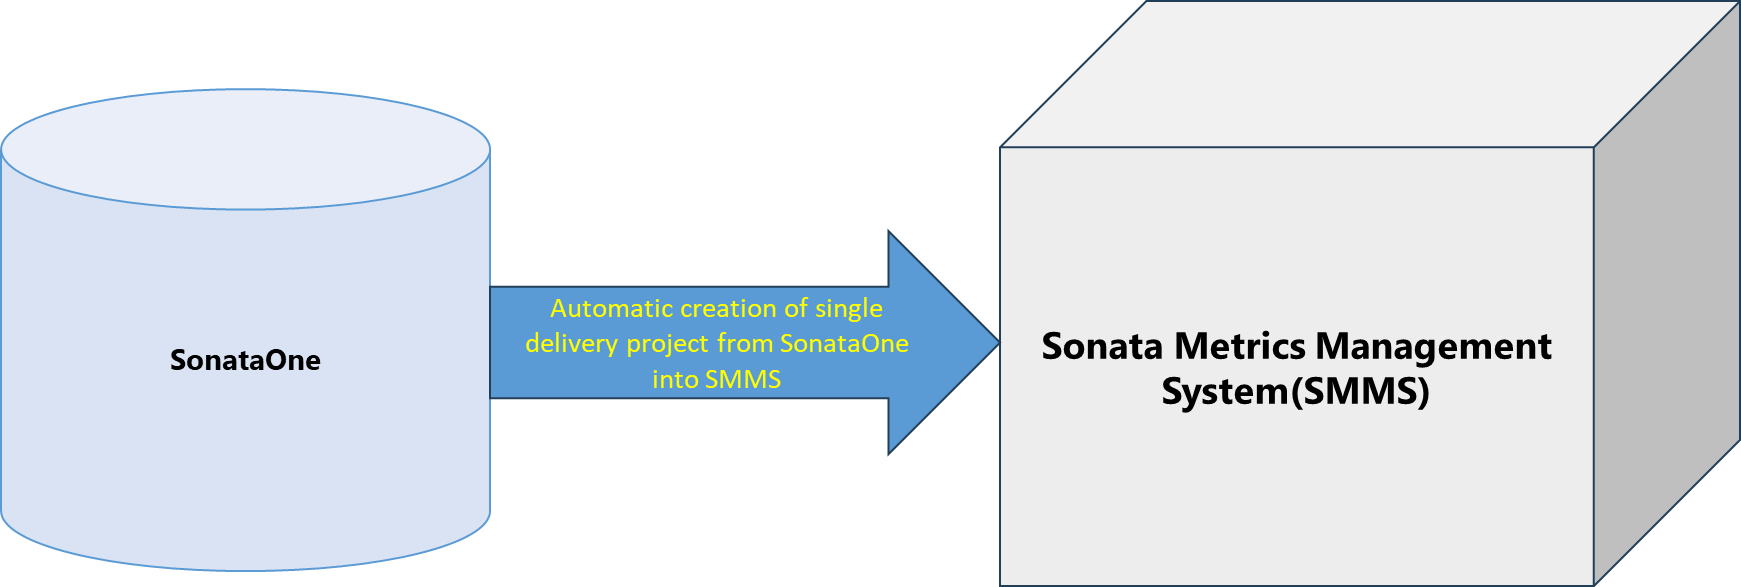 SonataOne
Automatic creation of single
delivery project from SonataOne
into SMMS
Sonata Metrics Management
System(SMMS)